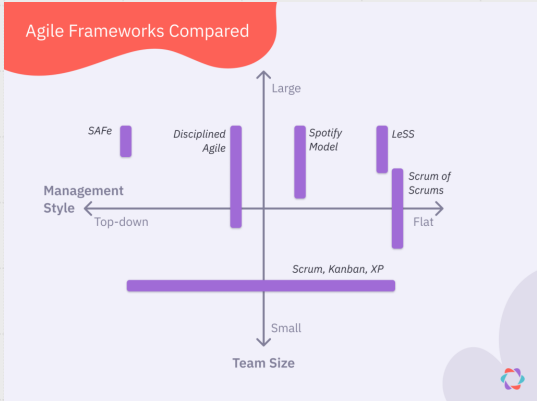 Agile Frameworks Compared
Large
SAFe
Disciplined
Agile
Spotify
Model
LeSS
Scrum of
Scrums
Management
Style
Top-down
Flat
Scrum, Kanban, XP
Small
Team Size